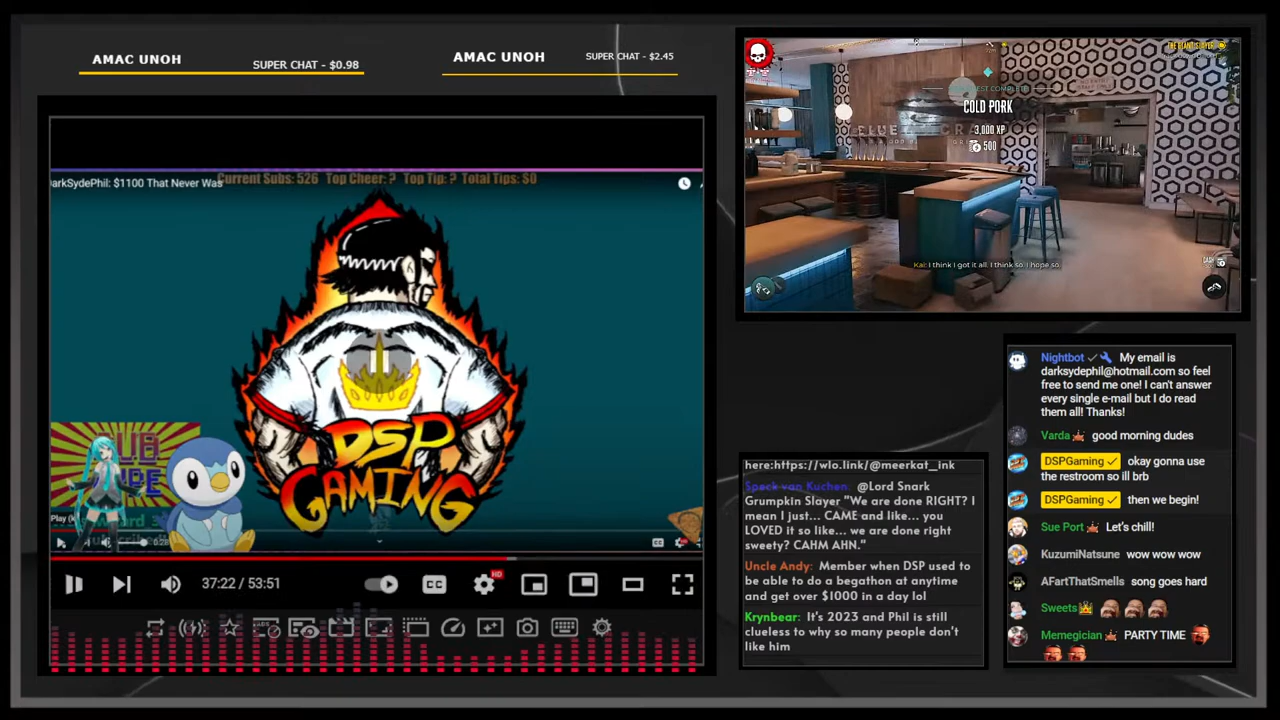 AMAC UNOH
SUPER CHAT - $0.98
AMAC UNOH
SUPER CHAT - $2.45
DarkSydePhil: $1100 That Never Was
Current Subs: 526 Top Cheer: ? Top Tip: ? Total Tips: $0
DSP
GAMING
37:22 / 53:51
CC
HD
COLD PORK
3,000 XP
500
Kai: I think I got it all. I think so. I hope so.
CASH
here:https://wlo.link/@meerkat_ink
Speck van Kuchen: @Lord Snark
Grumpkin Slayer "We are done RIGHT? I
mean I just... CAME and like... you
LOVED it so like... we are done right
sweety? CAHM AHN."
Uncle Andy: Member when DSP used to
be able to do a begathon at anytime
and get over $1000 in a day lol
Krynbear: It's 2023 and Phil is still
clueless to why so many people don't
like him
Nightbot My email is
darksydephil@hotmail.com so feel
free to send me one! I can't answer
every single e-mail but I do read
them all! Thanks!
Varda good morning dudes
DSPGaming okay gonna use
the restroom so ill brb
DSPGaming then we begin!
Sue Port Let's chill!
KuzumiNatsune wow wow wow
AFartThatSmells song goes hard
Sweets
Memegician PARTY TIME